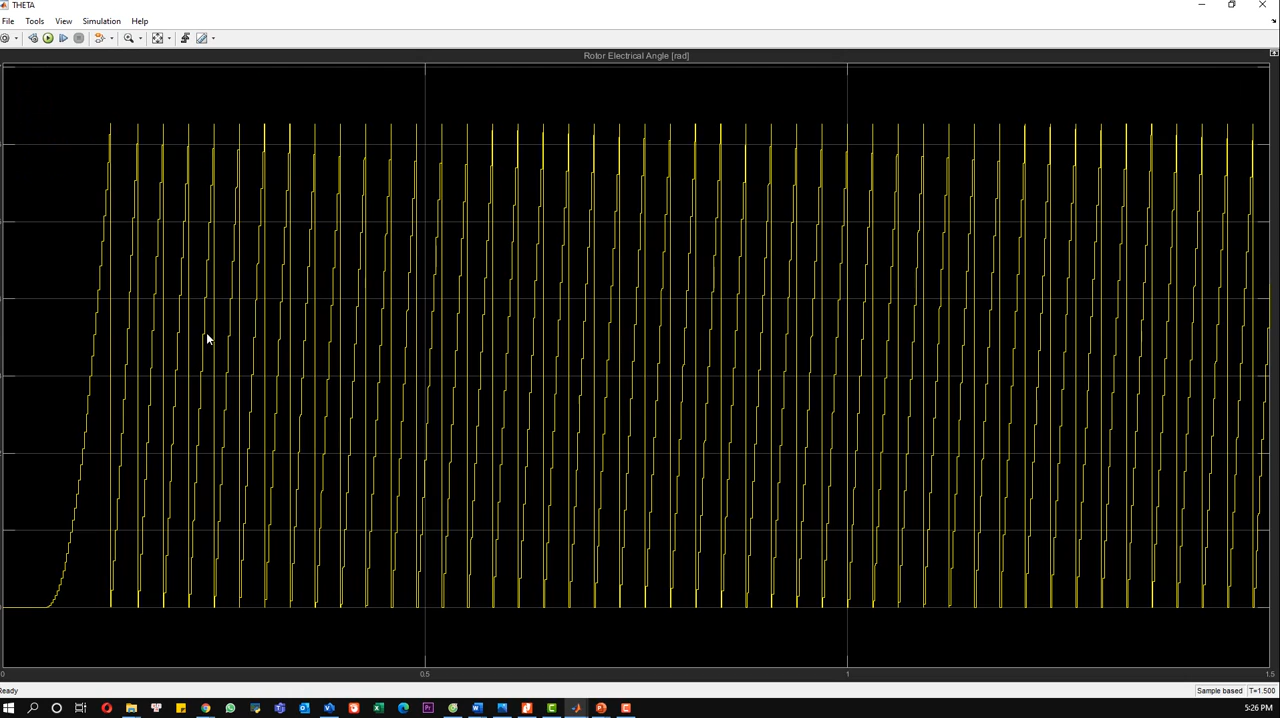 THETA
File Tools View Simulation Help
Rotor Electrical Angle [rad]
0 0.5 1 1.5
Ready Sample based T=1.500
5:26 PM